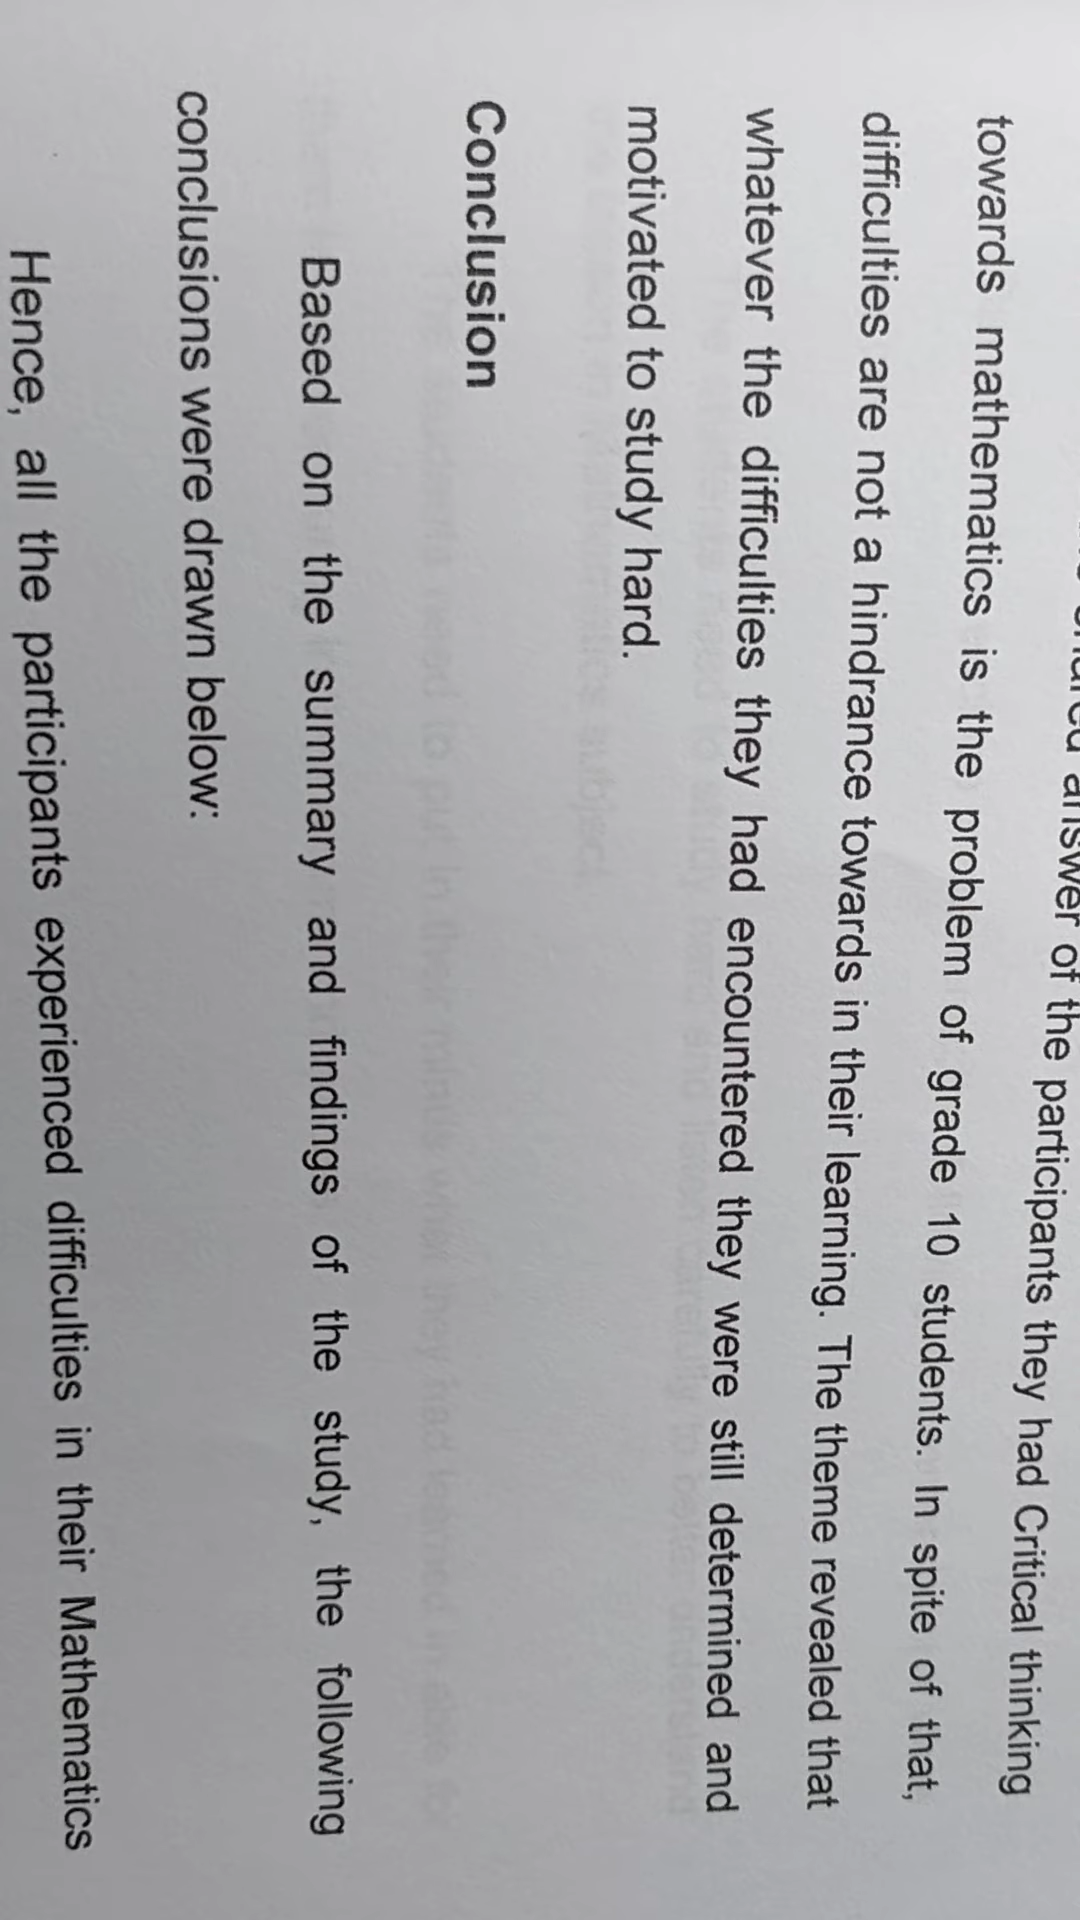 answer of the participants they had Critical thinking
towards mathematics is the problem of grade 10 students. In spite of that,
difficulties are not a hindrance towards in their learning. The theme revealed that
whatever the difficulties they had encountered they were still determined and
motivated to study hard.
Conclusion
Based on the summary and findings of the study, the following
conclusions were drawn below:
Hence, all the participants experienced difficulties in their Mathematics